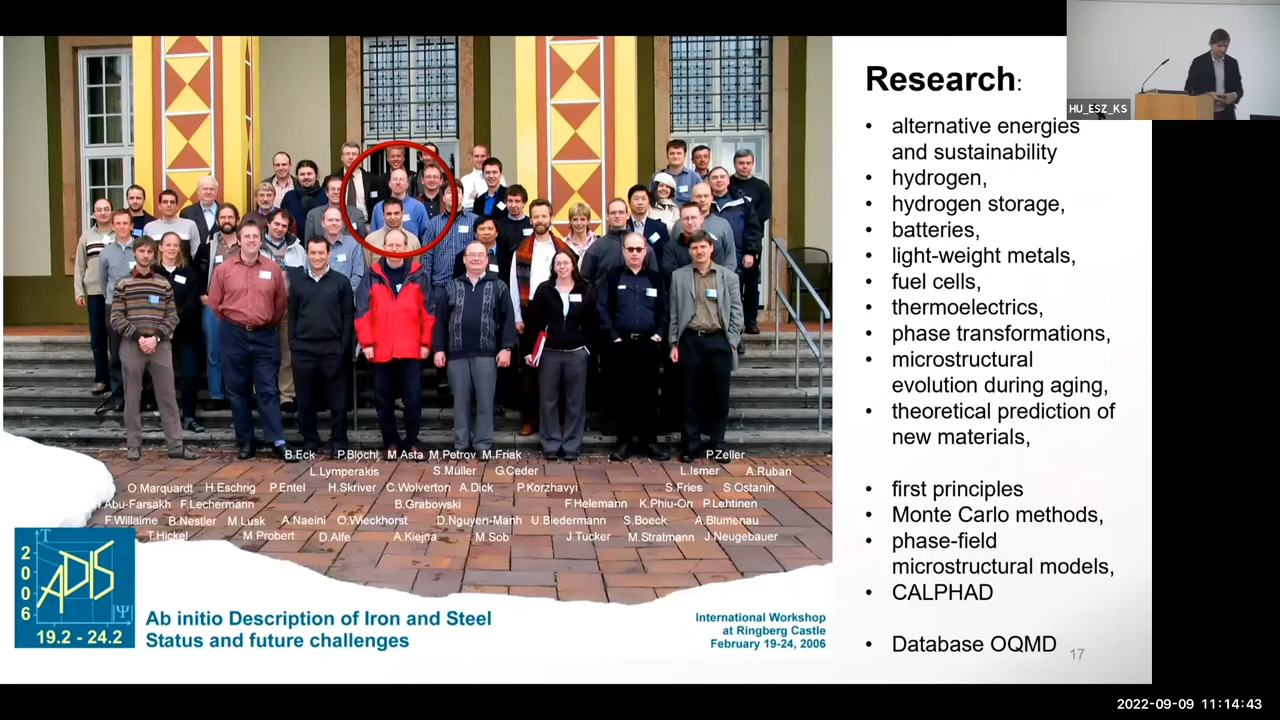 Research:
• alternative energies
and sustainability
• hydrogen,
• hydrogen storage,
• batteries,
• light-weight metals,
• fuel cells,
• thermoelectrics,
• phase transformations,
• microstructural
evolution during aging,
• theoretical prediction of
new materials,
• first principles
• Monte Carlo methods,
• phase-field
microstructural models,
• CALPHAD
• Database OQMD
17
HU_ESZ_KS
B.Eck P.Blöchl M.Asta M.Petrov M.Friak P.Zeller
L.Lymperakis S.Müller G.Ceder L.Ismer A.Ruban
O.Marquardt H.Eschrig P.Entel H.Skriver C.Wolverton A.Dick P.Korzhavyi S.Fries S.Ostanin
Abu-Farsakh F.Lechermann B.Grabowski F.Helemann K.Phiu-On P.Lehtinen
F.Willaime B.Nestler M.Lusk A.Naeini O.Wieckhorst D.Nguyen-Manh U.Biedermann S.Boeck A.Blumenau
T.Hickel M.Probert D.Alfe A.Kiejna M.Sob J.Tucker M.Stratmann J.Neugebauer
T
2006
ADIS
|Ψ|
19.2 - 24.2
Ab initio Description of Iron and Steel
Status and future challenges
International Workshop
at Ringberg Castle
February 19-24, 2006
2022-09-09 11:14:43